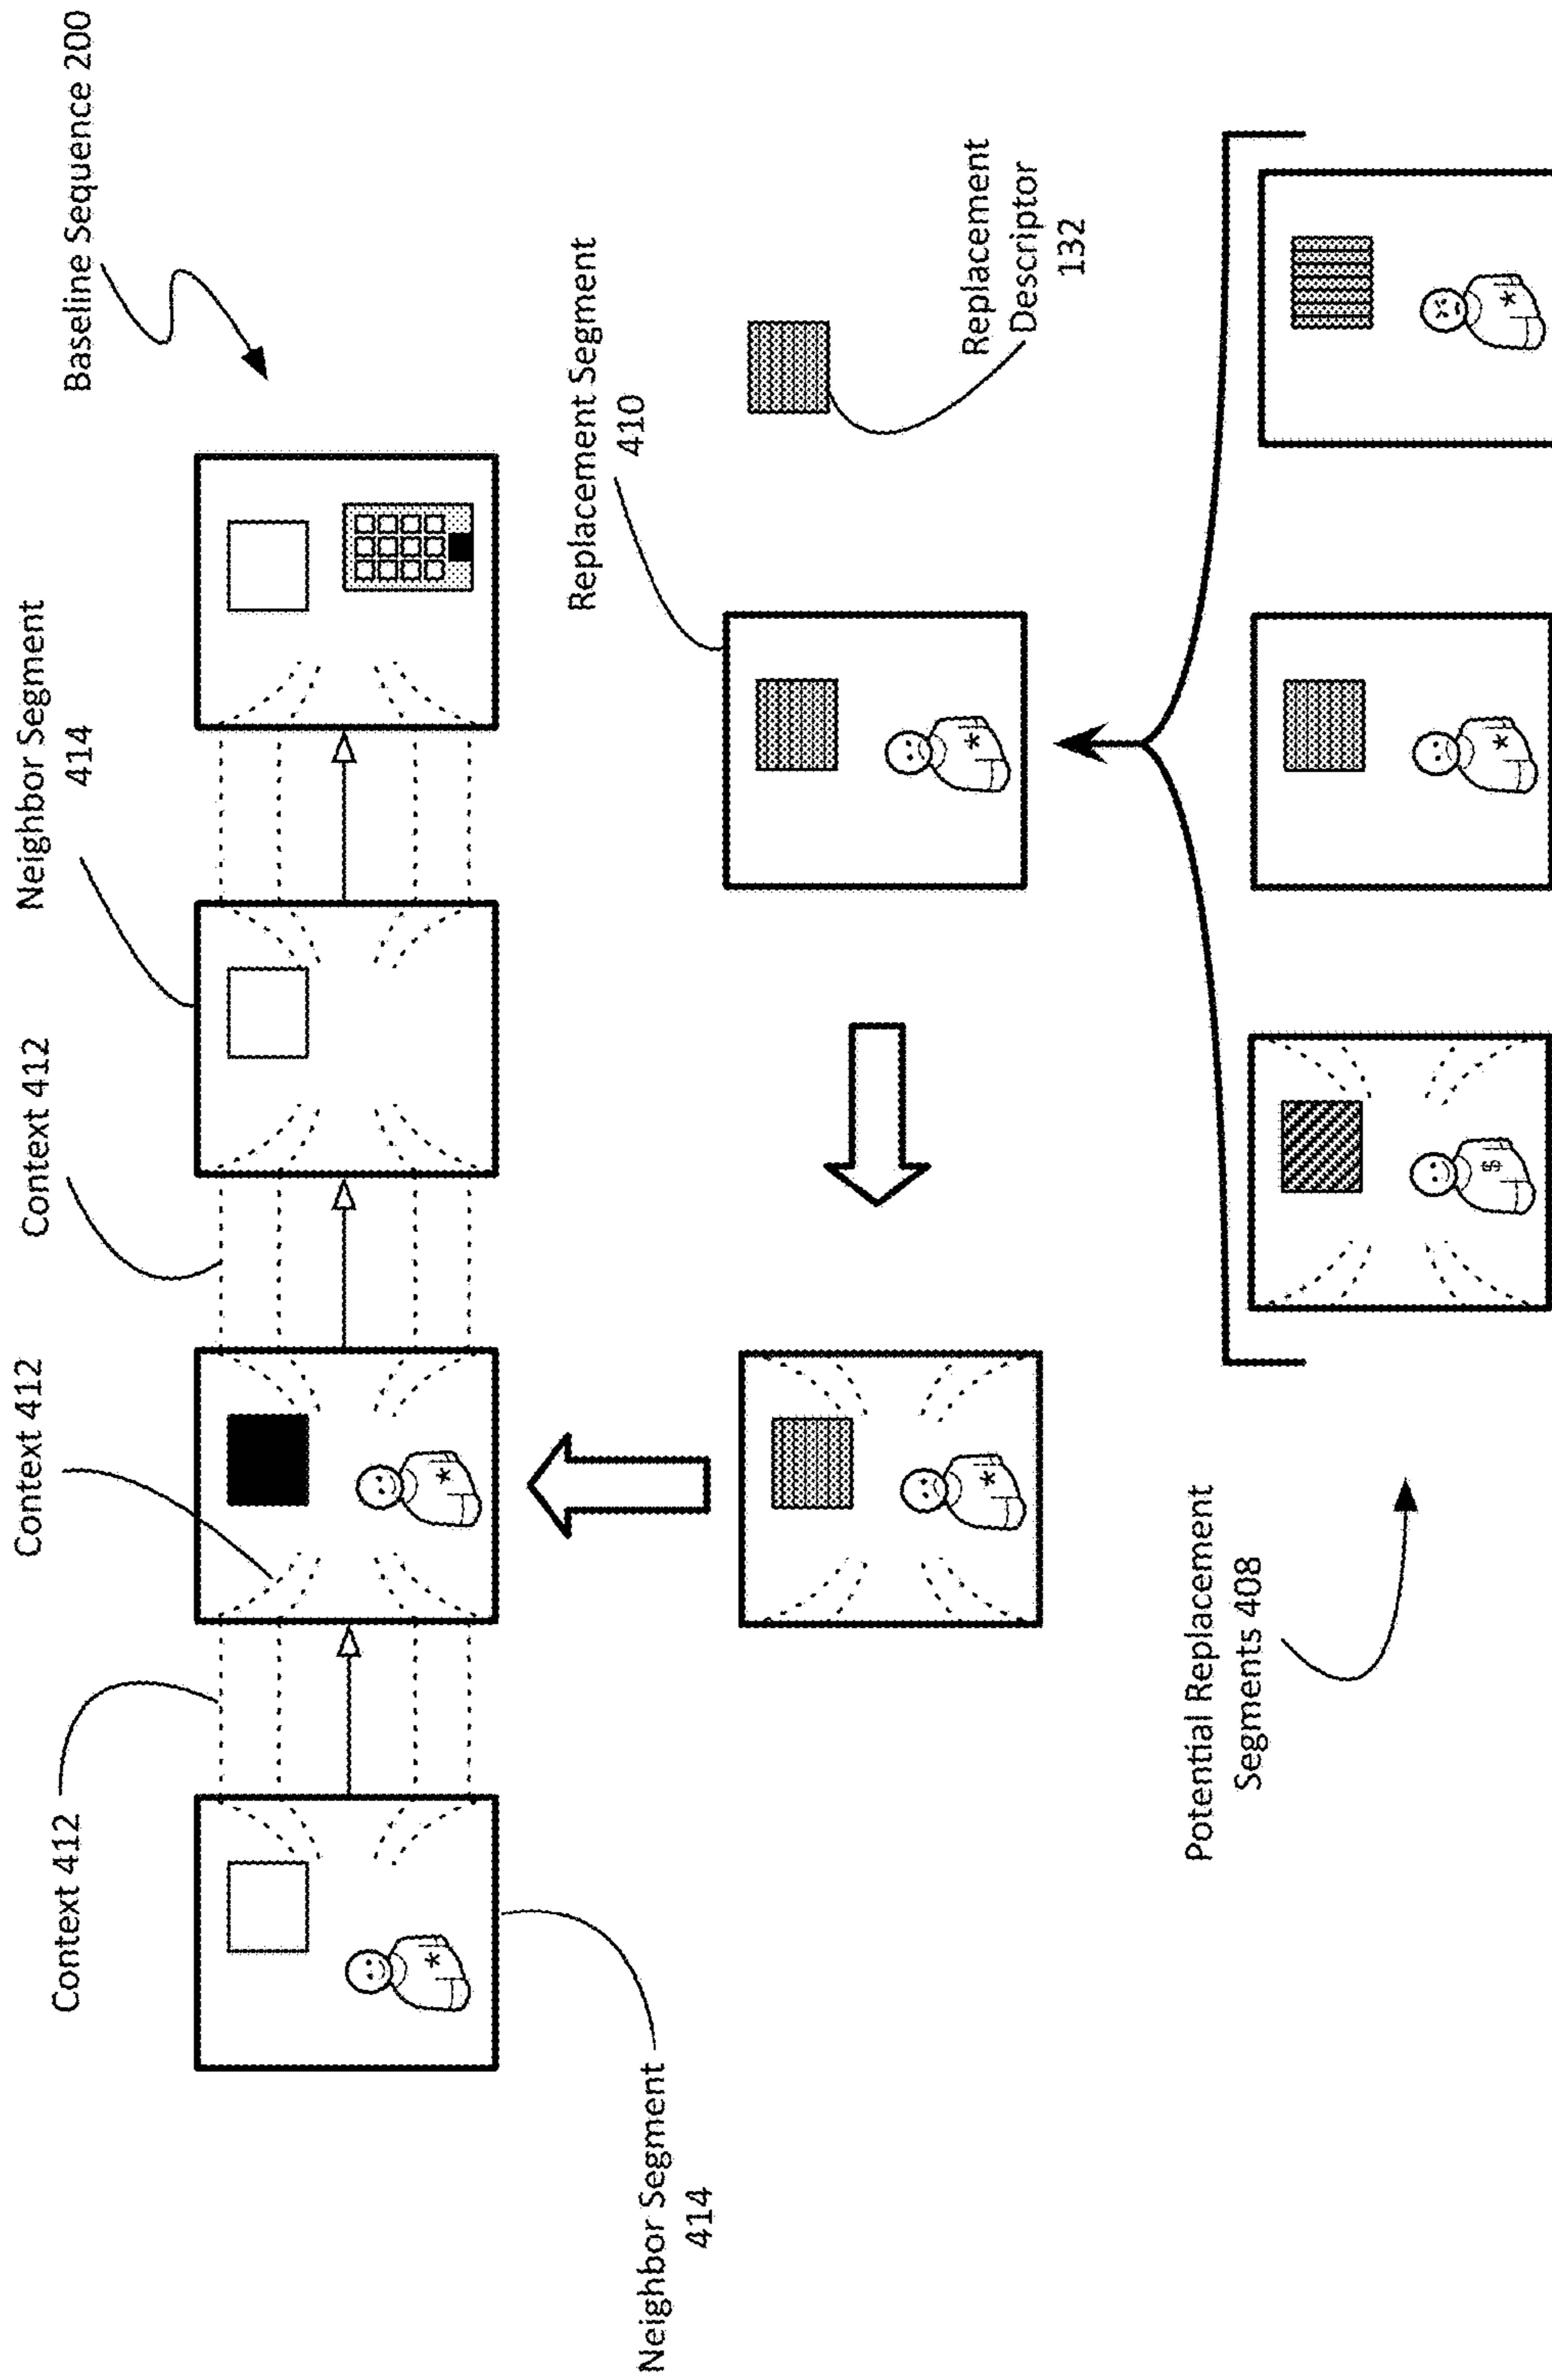 Context 412
Context 412
Context 412
Neighbor Segment
414
Baseline Sequence 200
Neighbor Segment
414
Replacement Segment
410
Replacement
Descriptor
132
Potential Replacement
Segments 408
$